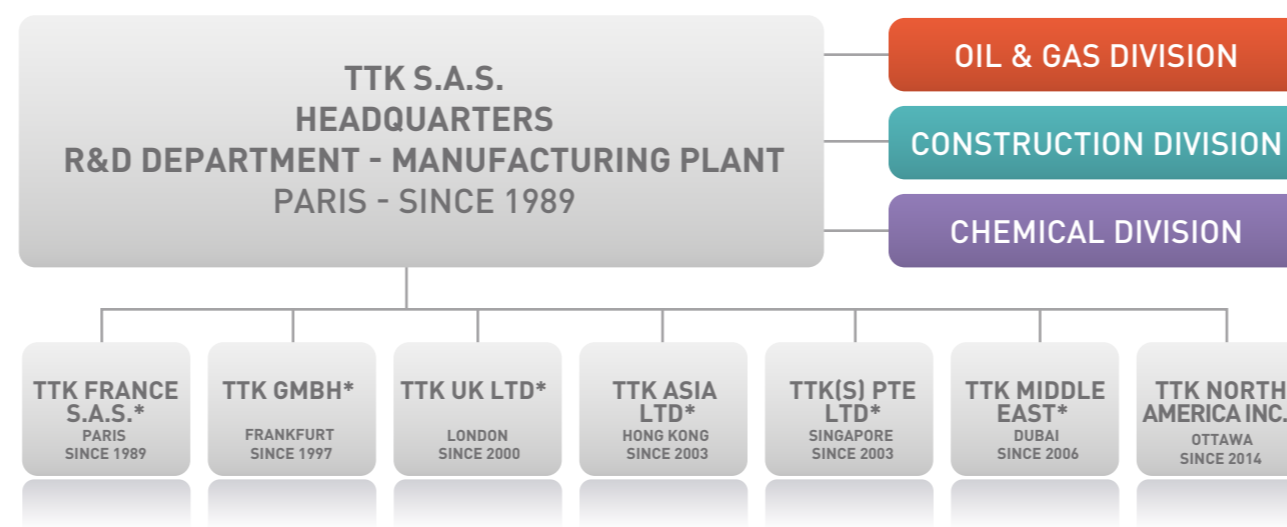 TTK S.A.S.
HEADQUARTERS
R&D DEPARTMENT - MANUFACTURING PLANT
PARIS - SINCE 1989
OIL & GAS DIVISION
CONSTRUCTION DIVISION
CHEMICAL DIVISION
TTK FRANCE
S.A.S.*
PARIS
SINCE 1989
TTK GMBH*
FRANKFURT
SINCE 1997
TTK UK LTD*
LONDON
SINCE 2000
TTK ASIA
LTD*
HONG KONG
SINCE 2003
TTK(S) PTE
LTD*
SINGAPORE
SINCE 2003
TTK MIDDLE
EAST*
DUBAI
SINCE 2006
TTK NORTH
AMERICA INC.
OTTAWA
SINCE 2014